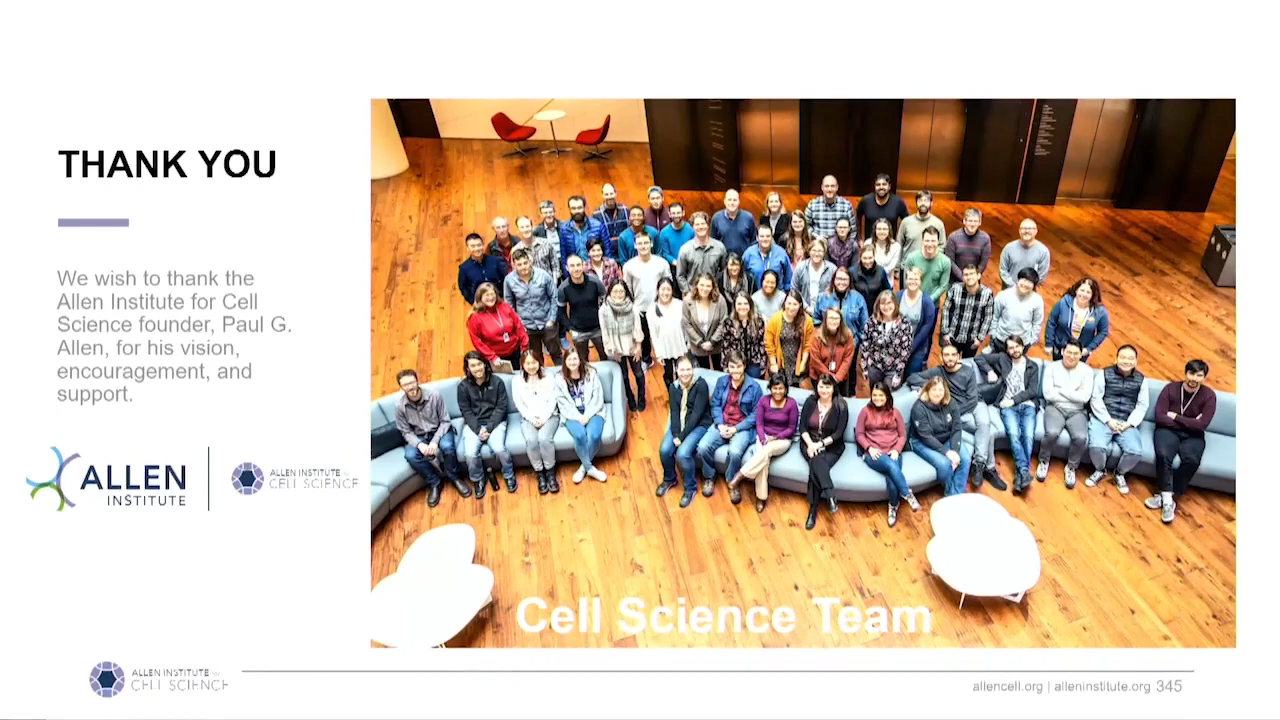 THANK YOU
We wish to thank the
Allen Institute for Cell
Science founder, Paul G.
Allen, for his vision,
encouragement, and
support.
ALLEN
INSTITUTE
ALLEN INSTITUTE for
CELL SCIENCE
Cell Science Team
ALLEN INSTITUTE for
CELL SCIENCE
allencell.org | alleninstitute.org 345